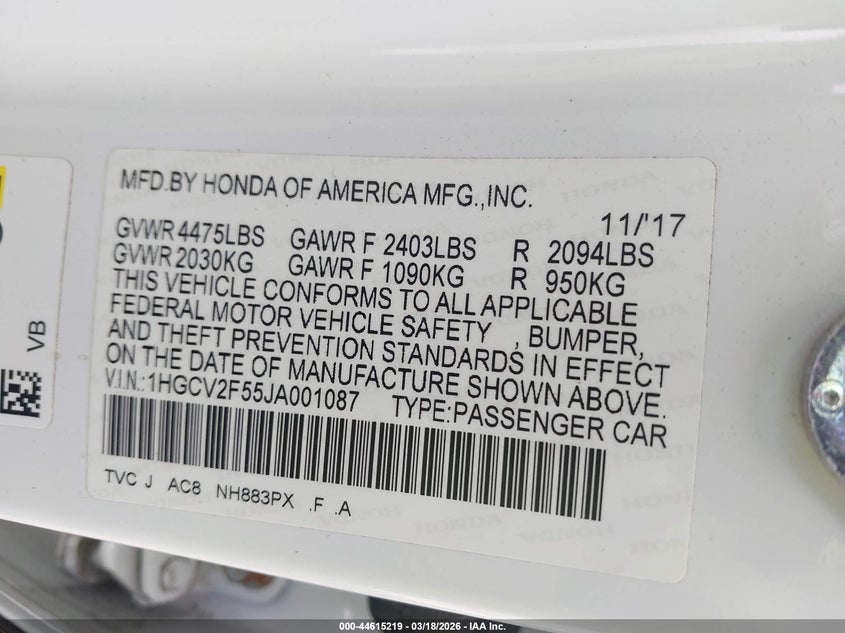 MFD.BY HONDA OF AMERICA MFG.,INC.
11/'17
GVWR 4475LBS GAWR F 2403LBS R 2094LBS
GVWR 2030KG GAWR F 1090KG R 950KG
THIS VEHICLE CONFORMS TO ALL APPLICABLE
FEDERAL MOTOR VEHICLE SAFETY , BUMPER,
AND THEFT PREVENTION STANDARDS IN EFFECT
ON THE DATE OF MANUFACTURE SHOWN ABOVE.
V.I.N.:1HGCV2F55JA001087 TYPE:PASSENGER CAR
TVC J AC8 NH883PX .F .A
VB
000-44615219 - 03/18/2026 - IAA Inc.